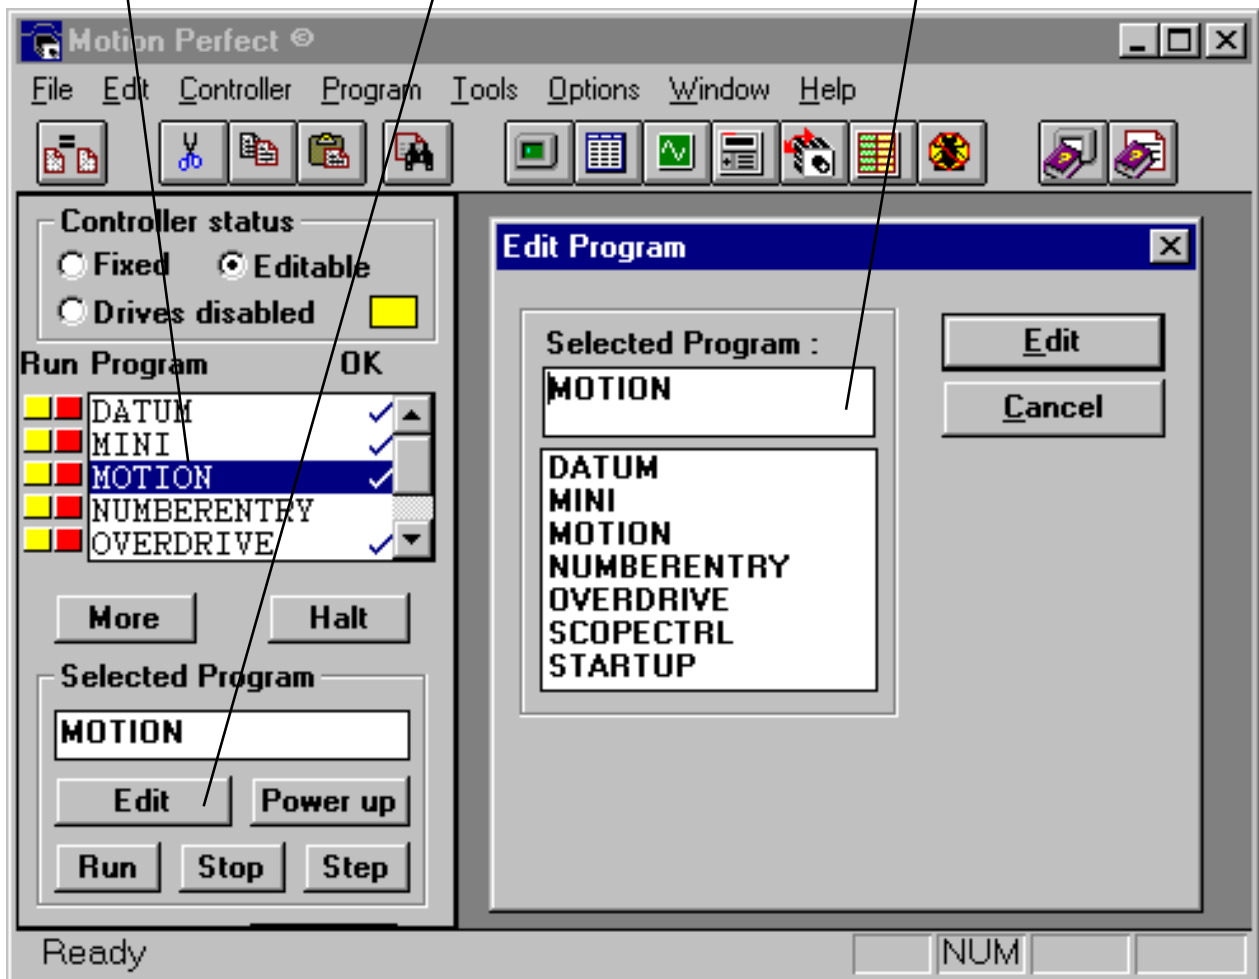 Motion Perfect ©
File Edit Controller Program Tools Options Window Help
Controller status
Fixed Editable
Drives disabled
Run Program OK
DATUM
MINI
MOTION
NUMBERENTRY
OVERDRIVE
More Halt
Selected Program
MOTION
Edit Power up
Run Stop Step
Edit Program
Selected Program :
MOTION
DATUM
MINI
MOTION
NUMBERENTRY
OVERDRIVE
SCOPECTRL
STARTUP
Edit
Cancel
Ready NUM